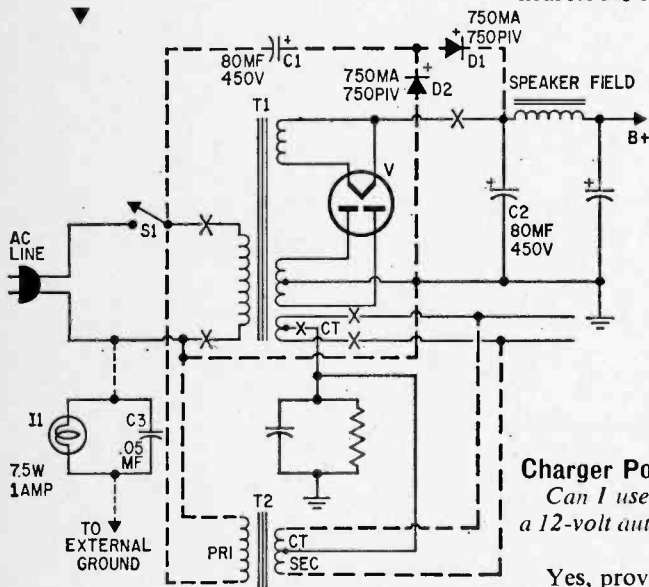 750MA
750PIV
+
D1
80MF
450V
C1
+
750MA
750PIV
+
D2
SPEAKER FIELD
T1
B+
V
S1
AC
LINE
+
C2
80MF
450V
+
CT
I1
C3
.05
MF
7.5W
1AMP
TO
EXTERNAL
GROUND
T2
PRI
CT
SEC
Charger Po
Can I use
a 12-volt aut
Yes, prov